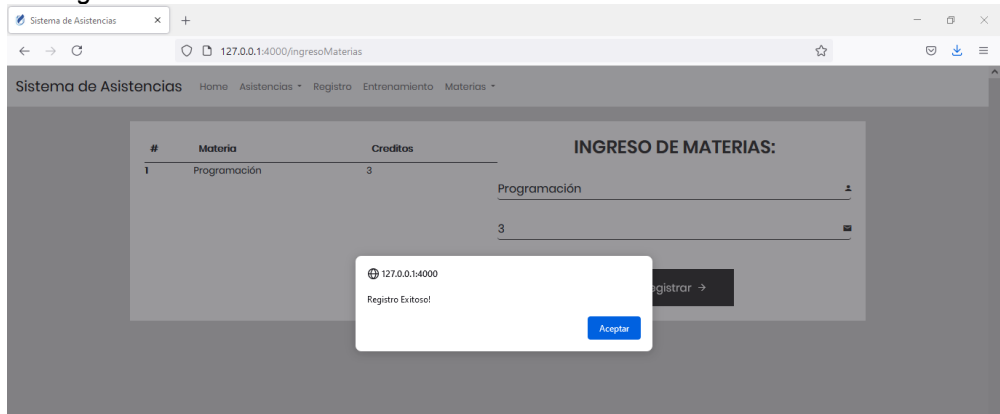 Sistema de Asistencias
127.0.0.1:4000/ingresoMaterias
Sistema de Asistencias Home Asistencias Registro Entrenamiento Materias
# Materia Creditos
1 Programación 3
INGRESO DE MATERIAS:
Programación
3
127.0.0.1:4000
Registro Exitoso!
Aceptar